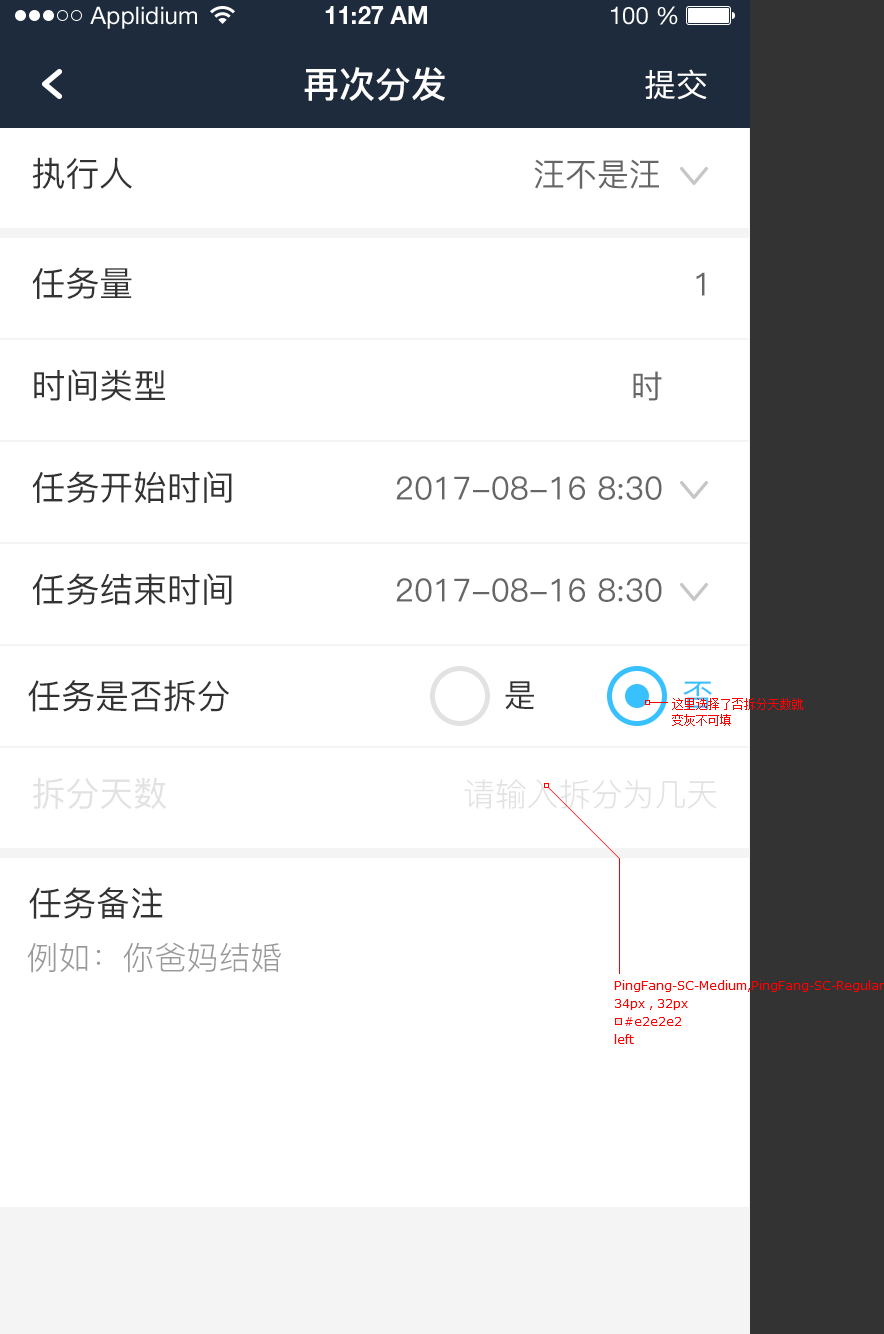 Applidium 11:27 AM 100 %
再次分发 提交
执行人 汪不是汪
任务量 1
时间类型 时
任务开始时间 2017-08-16 8:30
任务结束时间 2017-08-16 8:30
任务是否拆分 是 否
这里选择了否拆分天数就
变灰不可填
拆分天数 请输入拆分为几天
任务备注
例如：你爸妈结婚
PingFang-SC-Medium,PingFang-SC-Regular
34px , 32px
#e2e2e2
left